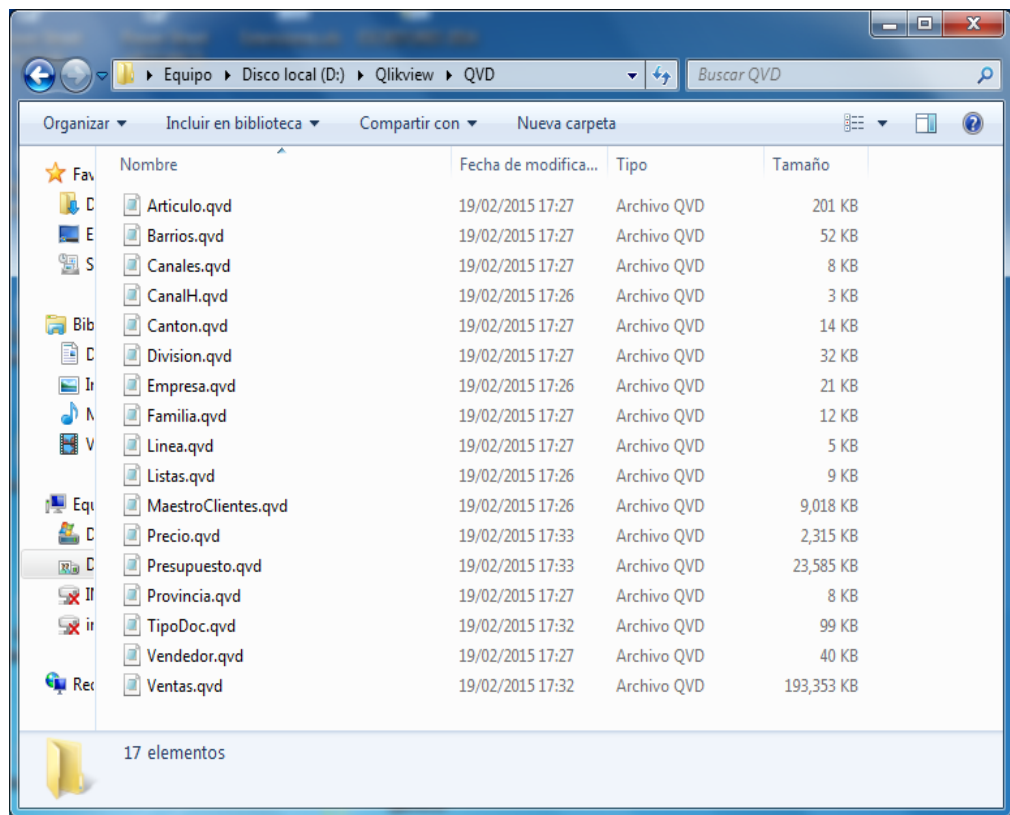 Equipo Disco local (D:) Qlikview QVD Buscar QVD
Organizar Incluir en biblioteca Compartir con Nueva carpeta
Nombre Fecha de modifica... Tipo Tamaño
Articulo.qvd 19/02/2015 17:27 Archivo QVD 201 KB
Barrios.qvd 19/02/2015 17:27 Archivo QVD 52 KB
Canales.qvd 19/02/2015 17:27 Archivo QVD 8 KB
CanalH.qvd 19/02/2015 17:26 Archivo QVD 3 KB
Canton.qvd 19/02/2015 17:27 Archivo QVD 14 KB
Division.qvd 19/02/2015 17:27 Archivo QVD 32 KB
Empresa.qvd 19/02/2015 17:26 Archivo QVD 21 KB
Familia.qvd 19/02/2015 17:27 Archivo QVD 12 KB
Linea.qvd 19/02/2015 17:27 Archivo QVD 5 KB
Listas.qvd 19/02/2015 17:26 Archivo QVD 9 KB
MaestroClientes.qvd 19/02/2015 17:26 Archivo QVD 9,018 KB
Precio.qvd 19/02/2015 17:33 Archivo QVD 2,315 KB
Presupuesto.qvd 19/02/2015 17:33 Archivo QVD 23,585 KB
Provincia.qvd 19/02/2015 17:27 Archivo QVD 8 KB
TipoDoc.qvd 19/02/2015 17:32 Archivo QVD 99 KB
Vendedor.qvd 19/02/2015 17:27 Archivo QVD 40 KB
Ventas.qvd 19/02/2015 17:32 Archivo QVD 193,353 KB
Fav
D
E
S
Bib
D
Equ
D
D
Rec
17 elementos